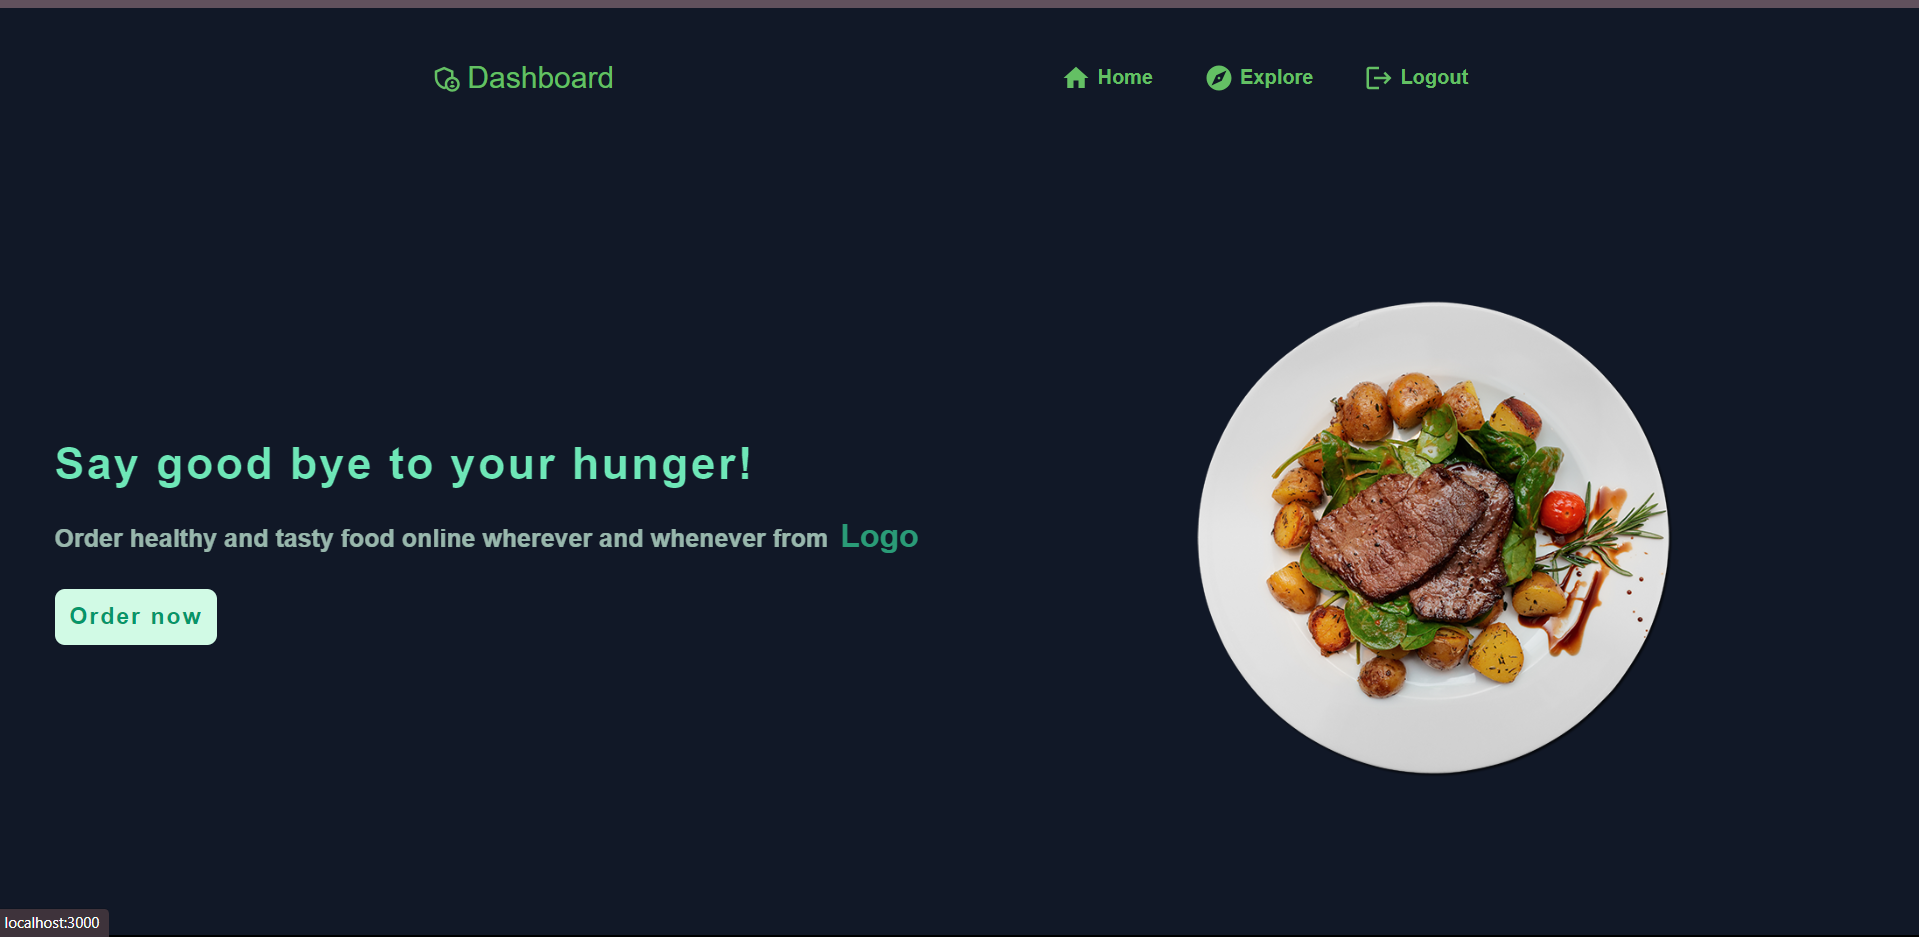 Dashboard Home Explore Logout
Say good bye to your hunger!
Order healthy and tasty food online wherever and whenever from Logo
Order now
localhost:3000